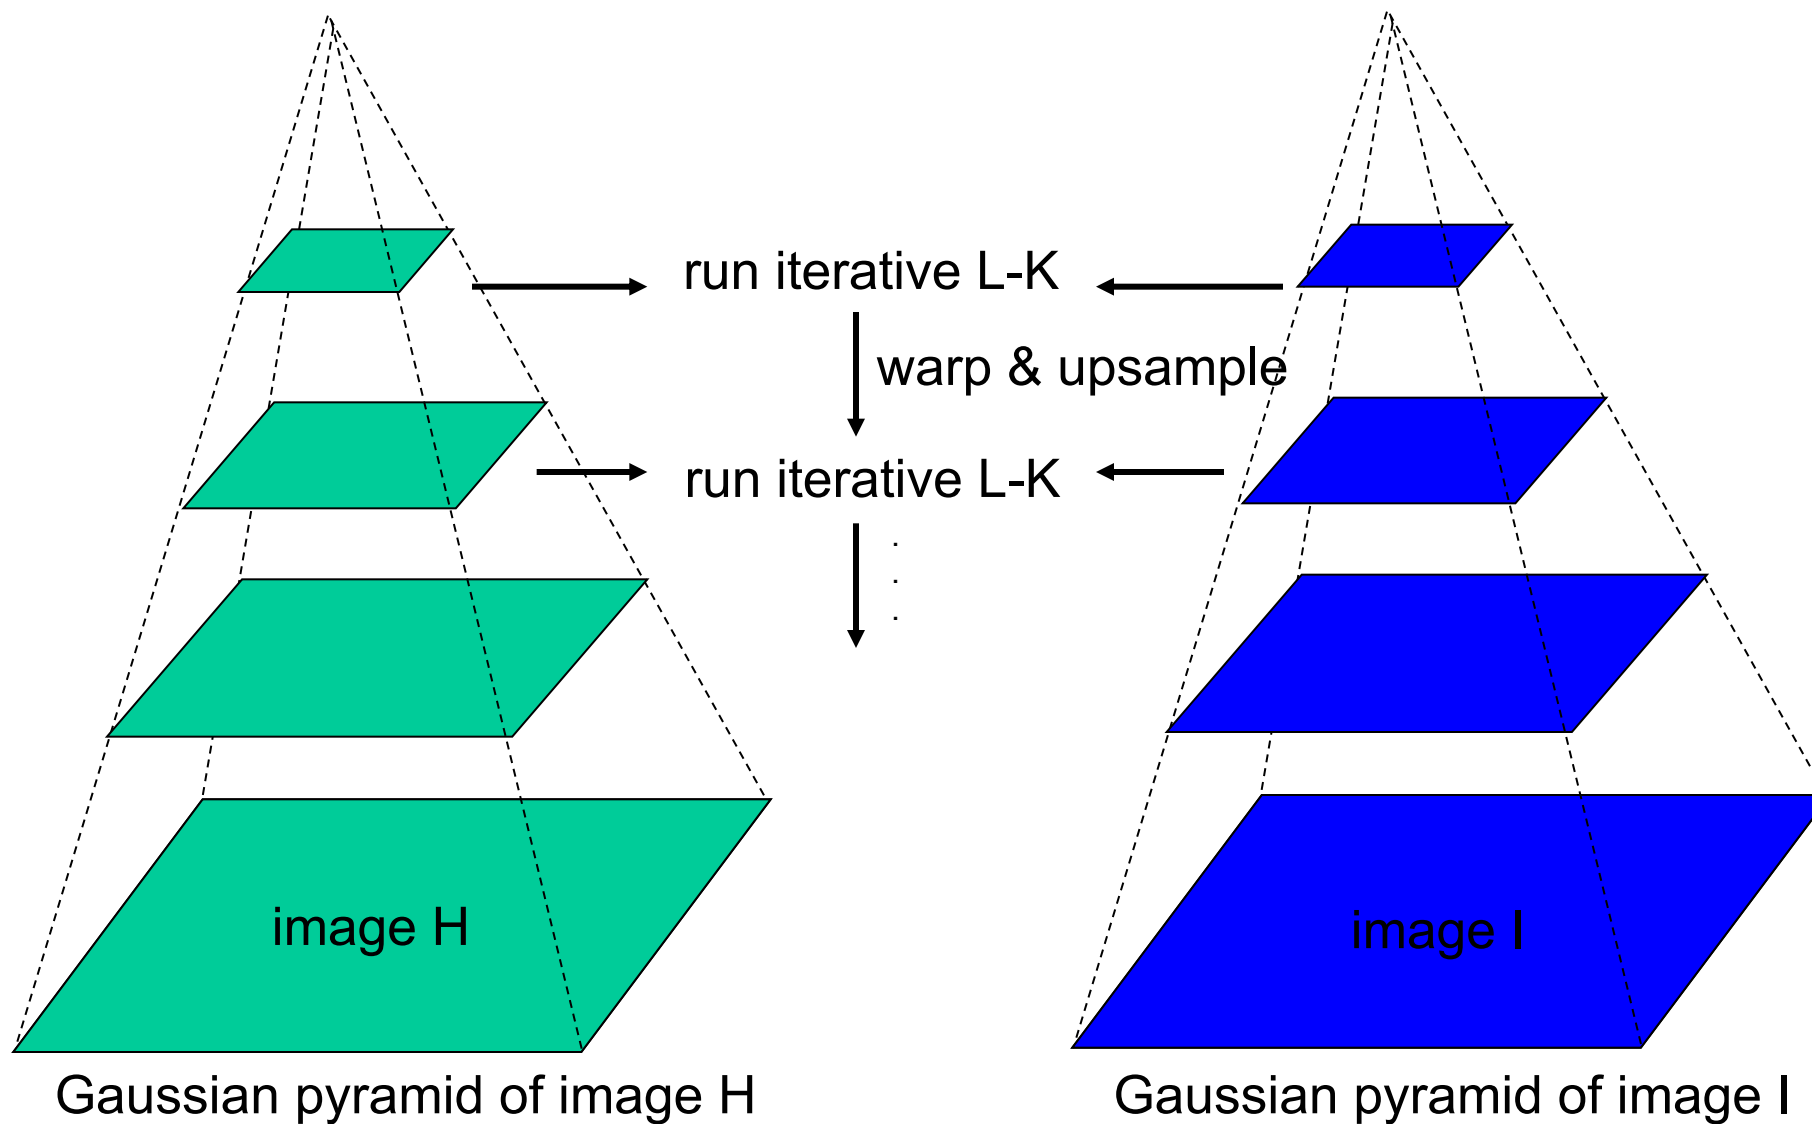 run iterative L-K
warp & upsample
run iterative L-K
.
.
.
image H
image I
Gaussian pyramid of image H
Gaussian pyramid of image I